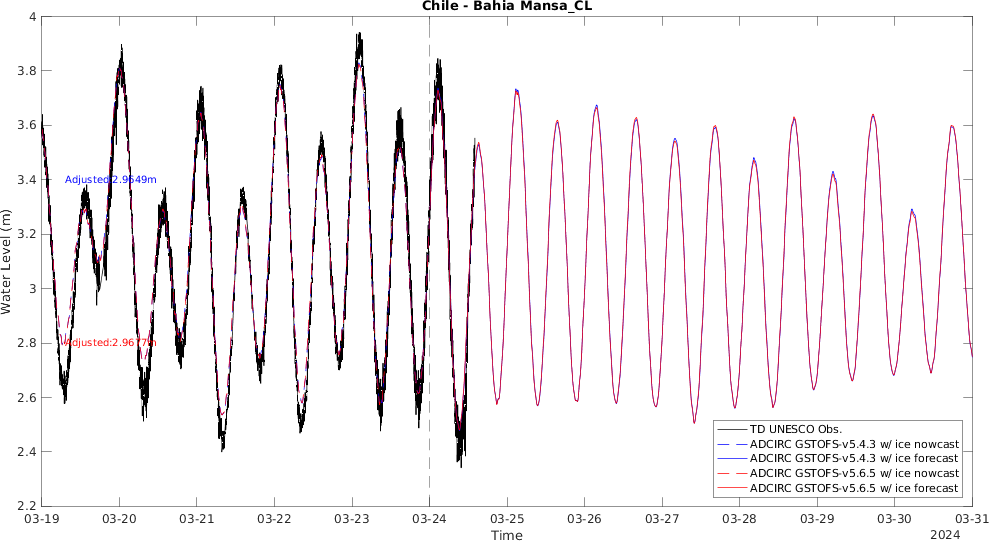 Chile - Bahia Mansa_CL
Water Level (m)
4
3.8
3.6
3.4
3.2
3
2.8
2.6
2.4
2.2
Adjusted:2.9649m
Adjusted:2.9677m
TD UNESCO Obs.
ADCIRC GSTOFS-v5.4.3 w/ ice nowcast
ADCIRC GSTOFS-v5.4.3 w/ ice forecast
ADCIRC GSTOFS-v5.6.5 w/ ice nowcast
ADCIRC GSTOFS-v5.6.5 w/ ice forecast
03-19 03-20 03-21 03-22 03-23 03-24 03-25 03-26 03-27 03-28 03-29 03-30 03-31
Time
2024